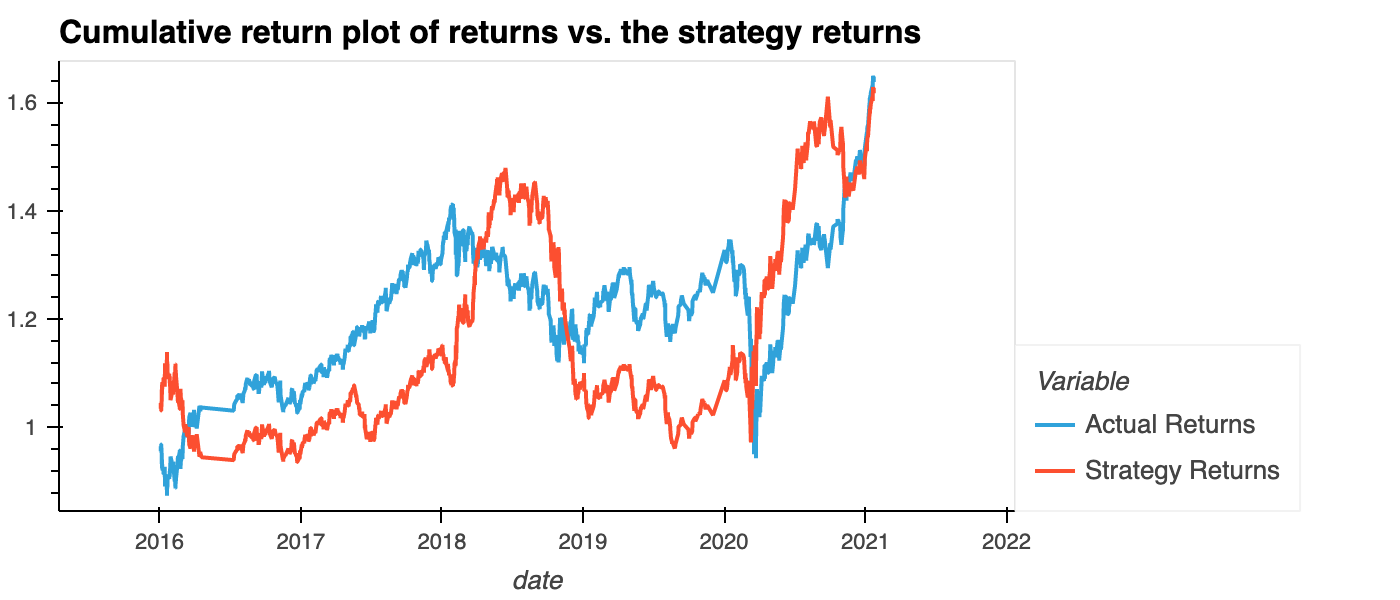 Cumulative return plot of returns vs. the strategy returns
1.6
1.4
1.2
1
2016 2017 2018 2019 2020 2021 2022
date
Variable
Actual Returns
Strategy Returns